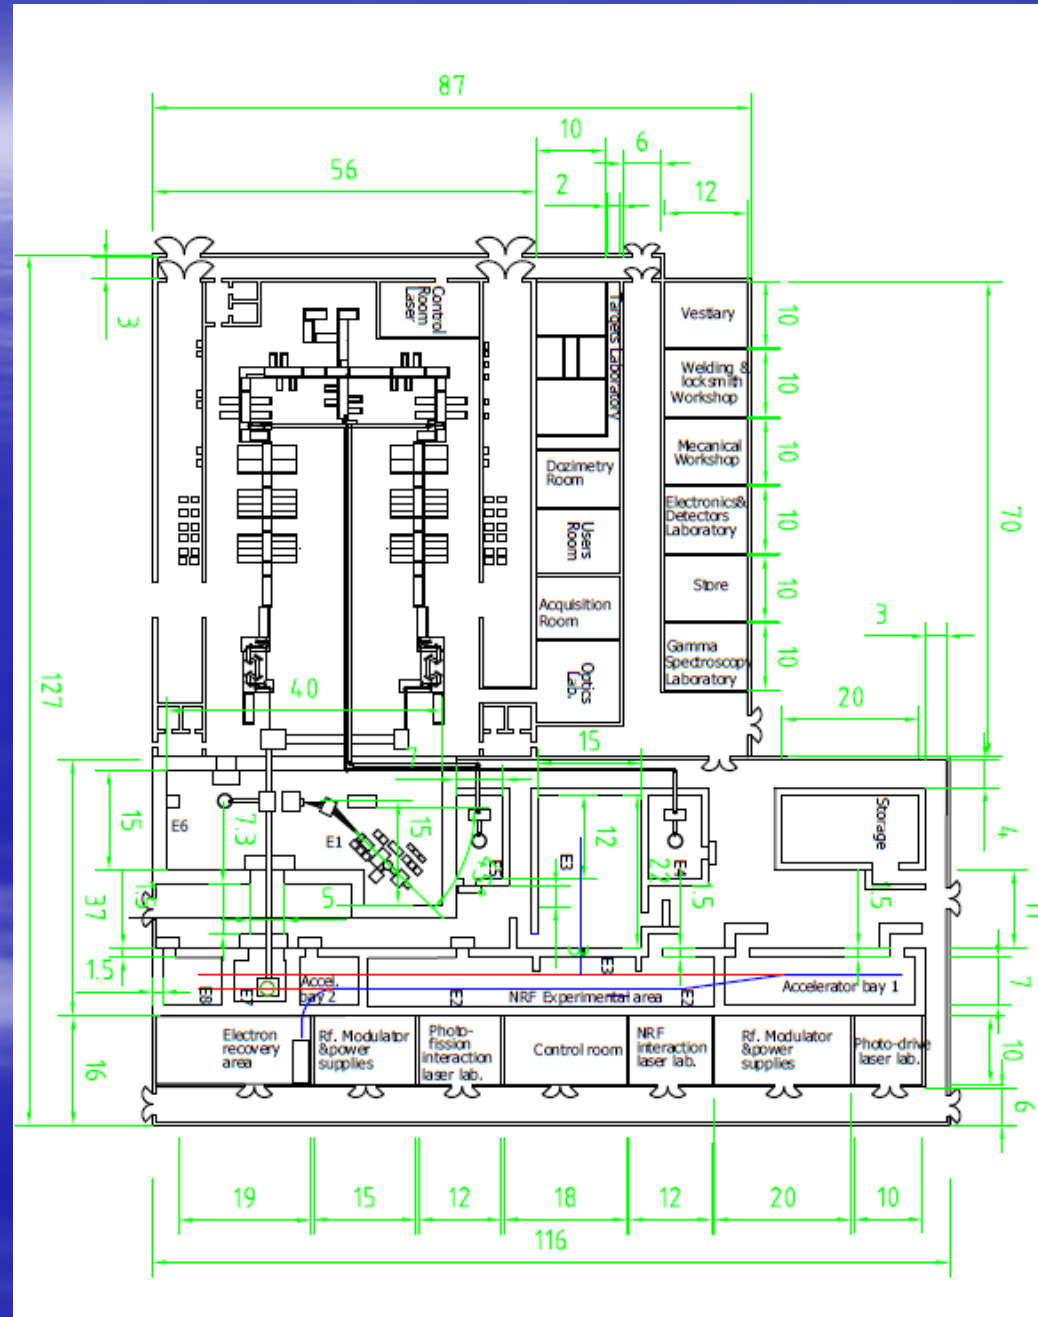 87
10
6
56
2
12
3
Control
Room
Laser
Targets Laboratory
Vestiary
10
Welding &
locksmith
Workshop
10
Mecanical
Workshop
10
Dozimetry
Room
Electronics&
Detectors
Laboratory
10
70
Users
Room
Store
10
Acquisition
Room
3
Gamma
Spectroscopy
Laboratory
10
Optics
Lab.
127
40
20
15
7
15
E6
7.3
E1
15
12
E3
E5
22
E4
Storage
4
37
5
1.5
1.5
1.5
E8
E7
Accel.
bay 2
E2
NRF Experimental area
E3
E2
Accelerator bay 1
7
16
Electron
recovery
area
Rf. Modulator
&power
supplies
Photo-
fission
interaction
laser lab.
Control room
NRF
interaction
laser lab.
Rf. Modulator
&power
supplies
Photo-drive
laser lab.
10
6
19
15
12
18
12
20
10
116